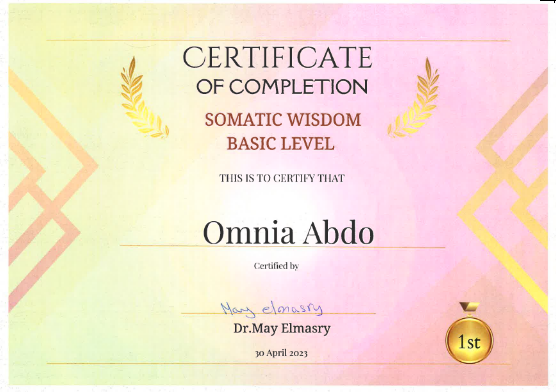 CERTIFICATE
OF COMPLETION
SOMATIC WISDOM
BASIC LEVEL
THIS IS TO CERTIFY THAT
Omnia Abdo
Certified by
May elmasry
Dr.May Elmasry
30 April 2023
1st